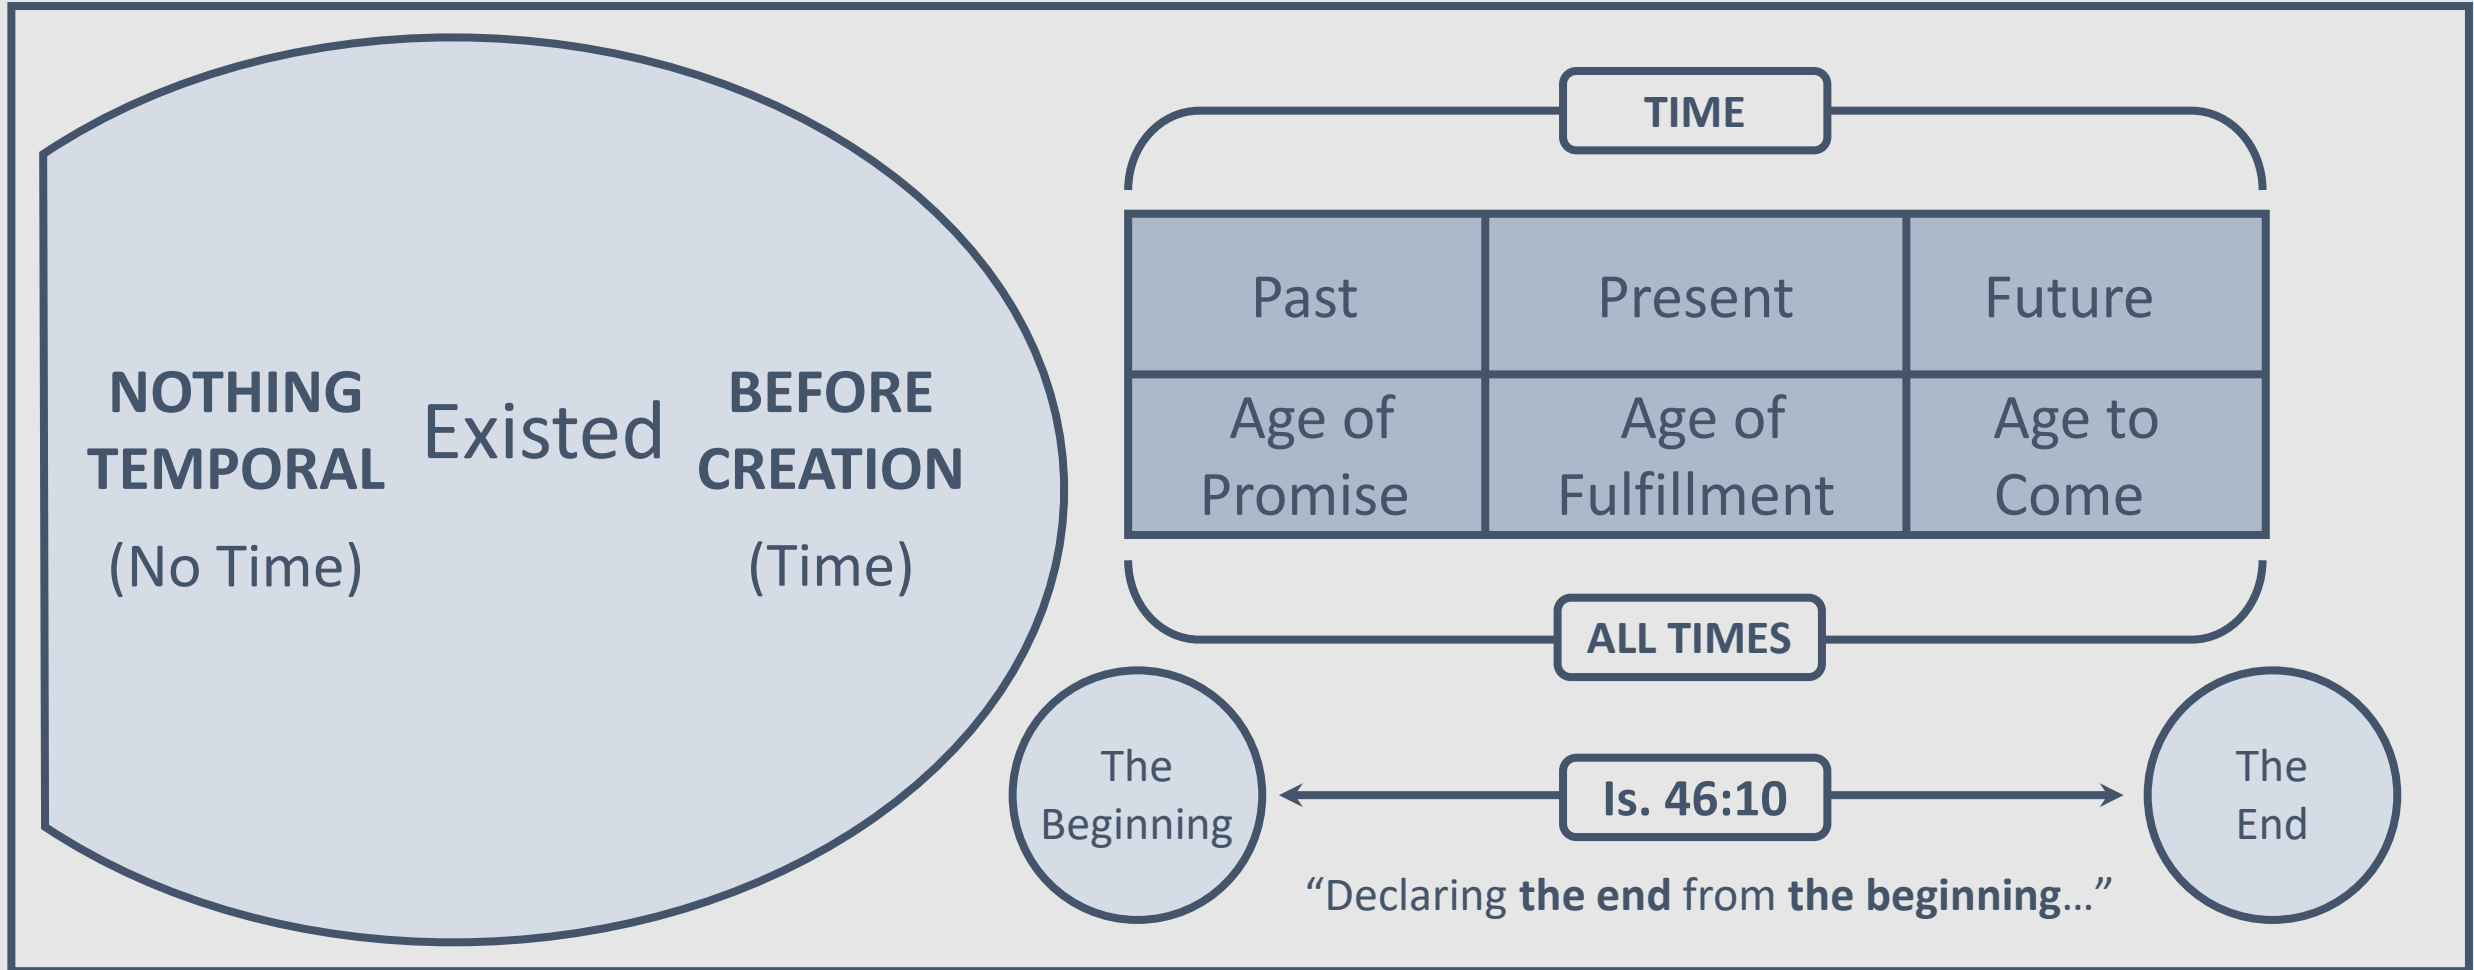 NOTHING
TEMPORAL
(No Time)
Existed
BEFORE
CREATION
(Time)
TIME
Past
Present
Future
Age of
Promise
Age of
Fulfillment
Age to
Come
ALL TIMES
The
Beginning
Is. 46:10
The
End
“Declaring the end from the beginning…”